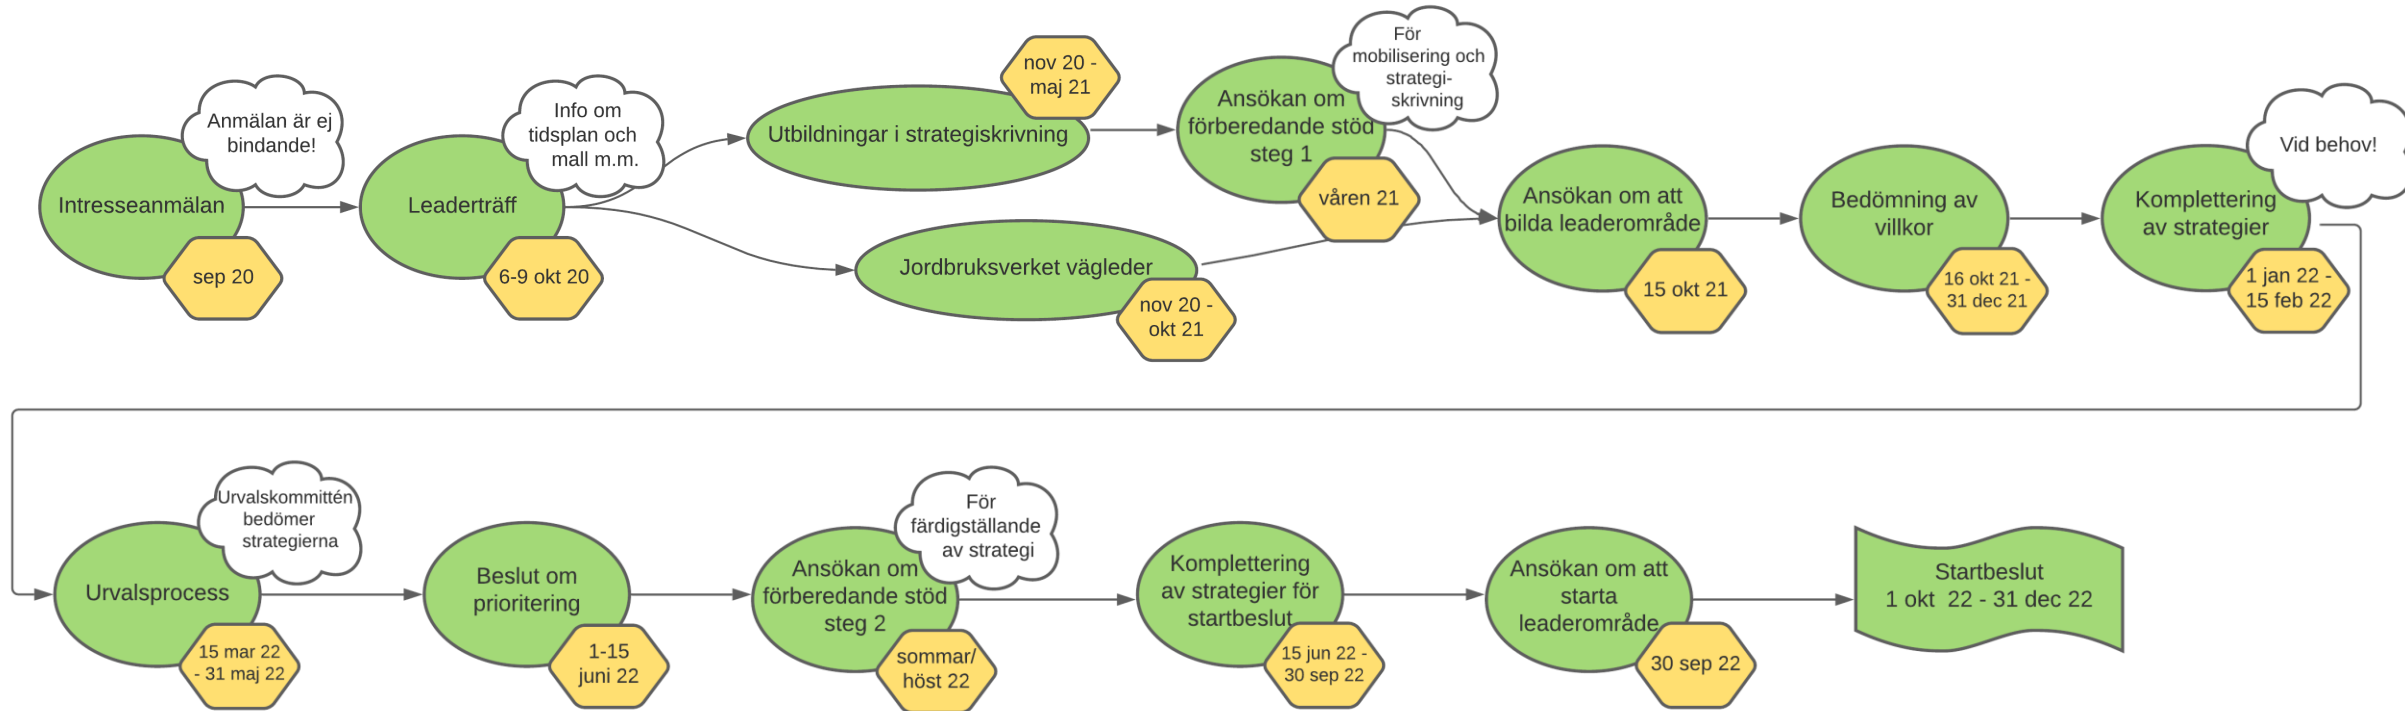 Anmälan är ej
bindande!
Intresseanmälan
sep 20
Info om
tidsplan och
mall m.m.
Leaderträff
6-9 okt 20
nov 20 -
maj 21
Utbildningar i strategiskrivning
Jordbruksverket vägleder
nov 20 -
okt 21
För
mobilisering och
strategi-
skrivning
Ansökan om
förberedande stöd
steg 1
våren 21
Ansökan om att
bilda leaderområde
15 okt 21
Bedömning av
villkor
16 okt 21 -
31 dec 21
Vid behov!
Komplettering
av strategier
1 jan 22 -
15 feb 22
Urvalskommittén
bedömer
strategierna
Urvalsprocess
15 mar 22
- 31 maj 22
Beslut om
prioritering
1-15
juni 22
För
färdigställande
av strategi
Ansökan om
förberedande stöd
steg 2
sommar/
höst 22
Komplettering
av strategier för
startbeslut
15 jun 22 -
30 sep 22
Ansökan om att
starta
leaderområde
30 sep 22
Startbeslut
1 okt  22 - 31 dec 22